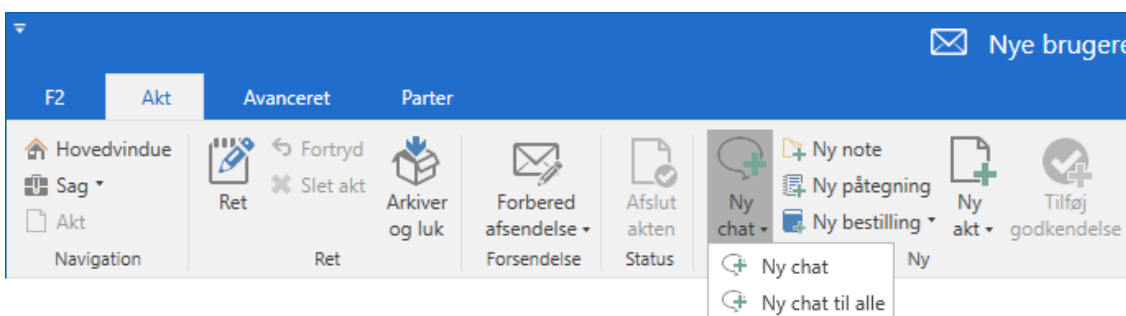 Nye brugere
F2 Akt Avanceret Parter
Hovedvindue
Sag
Akt
Navigation
Ret
Fortryd
Slet akt
Arkiver
og luk
Ret
Forbered
afsendelse
Forsendelse
Afslut
akten
Status
Ny
chat
Ny note
Ny påtegning
Ny bestilling
Ny
akt
Tilføj
godkendelse
Ny
Ny chat
Ny chat til alle